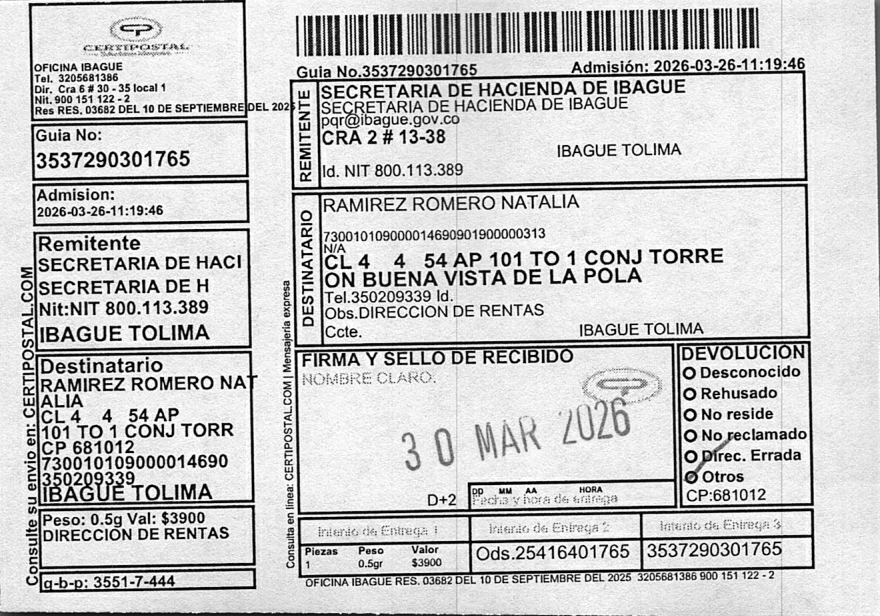 CERTIPOSTAL
OFICINA IBAGUE
Tel. 3205681386
Dir. Cra 6 # 30 - 35 local 1
Nit. 900 151 122 - 2
Res RES. 03682 DEL 10 DE SEPTIEMBRE DEL 2025
Guia No:
3537290301765
Admision:
2026-03-26-11:19:46
Remitente
SECRETARIA DE HACI
SECRETARIA DE H
Nit:NIT 800.113.389
IBAGUE TOLIMA
Destinatario
RAMIREZ ROMERO NAT
ALIA
CL 4 4 54 AP
101 TO 1 CONJ TORR
CP 681012
730010109000014690
350209339
IBAGUE TOLIMA
Peso: 0.5g Val: $3900
DIRECCIÓN DE RENTAS
g-b-p: 3551-7-444
Consulte su envio en: CERTIPOSTAL.COM
Guia No.3537290301765 Admisión: 2026-03-26-11:19:46
REMITENTE
SECRETARIA DE HACIENDA DE IBAGUE
SECRETARIA DE HACIENDA DE IBAGUE
pqr@ibague.gov.co
CRA 2 # 13-38
IBAGUE TOLIMA
Id. NIT 800.113.389
DESTINATARIO
RAMIREZ ROMERO NATALIA
730010109000014690901900000313
N/A
CL 4 4 54 AP 101 TO 1 CONJ TORRE
ON BUENA VISTA DE LA POLA
Tel.350209339 Id.
Obs.DIRECCION DE RENTAS
Ccte. IBAGUE TOLIMA
Consulta en línea: CERTIPOSTAL.COM | Mensajería expresa
FIRMA Y SELLO DE RECIBIDO
NOMBRE CLARO.
30 MAR 2026
D+2
DD MM AA HORA
Fecha y hora de entrega
DEVOLUCIÓN
Desconocido
Rehusado
No reside
No reclamado
Direc. Errada
Otros
CP:681012
Intento de Entrega 1 Intento de Entrega 2 Intento de Entrega 3
Piezas Peso Valor
1 0.5gr $3900
Ods.25416401765
3537290301765
OFICINA IBAGUE RES. 03682 DEL 10 DE SEPTIEMBRE DEL 2025 3205681386 900 151 122 - 2